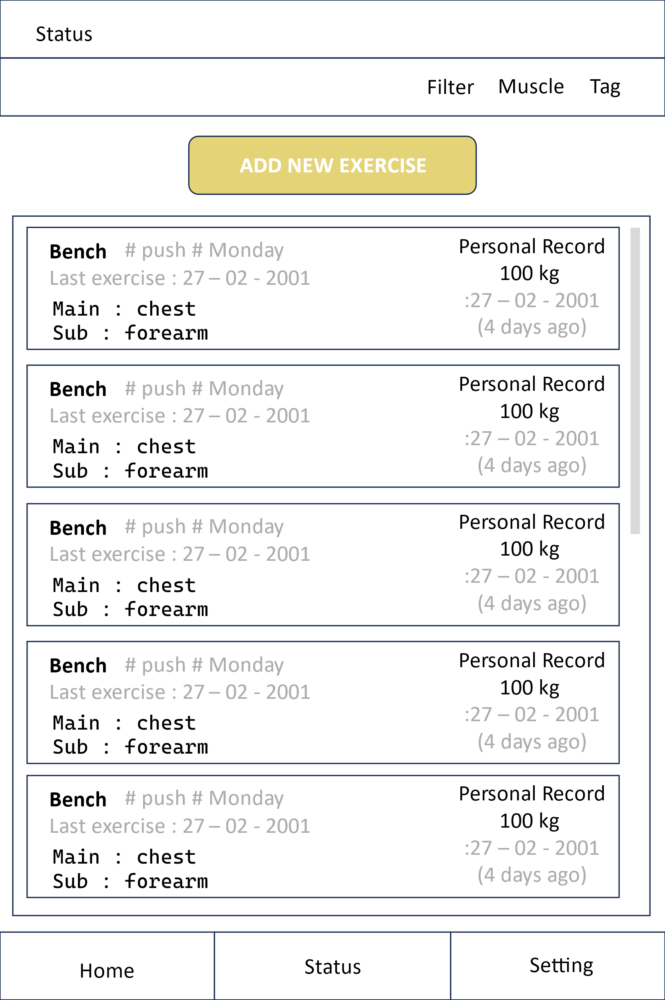 Status
Filter Muscle Tag
ADD NEW EXERCISE
Bench # push # Monday
Last exercise : 27 – 02 - 2001
Main : chest
Sub : forearm
Personal Record
100 kg
:27 – 02 - 2001
(4 days ago)
Bench # push # Monday
Last exercise : 27 – 02 - 2001
Main : chest
Sub : forearm
Personal Record
100 kg
:27 – 02 - 2001
(4 days ago)
Bench # push # Monday
Last exercise : 27 – 02 - 2001
Main : chest
Sub : forearm
Personal Record
100 kg
:27 – 02 - 2001
(4 days ago)
Bench # push # Monday
Last exercise : 27 – 02 - 2001
Main : chest
Sub : forearm
Personal Record
100 kg
:27 – 02 - 2001
(4 days ago)
Bench # push # Monday
Last exercise : 27 – 02 - 2001
Main : chest
Sub : forearm
Personal Record
100 kg
:27 – 02 - 2001
(4 days ago)
Home Status Setting